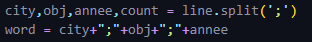 city,obj,annee,count = line.split(';')
word = city+";"+obj+";"+annee